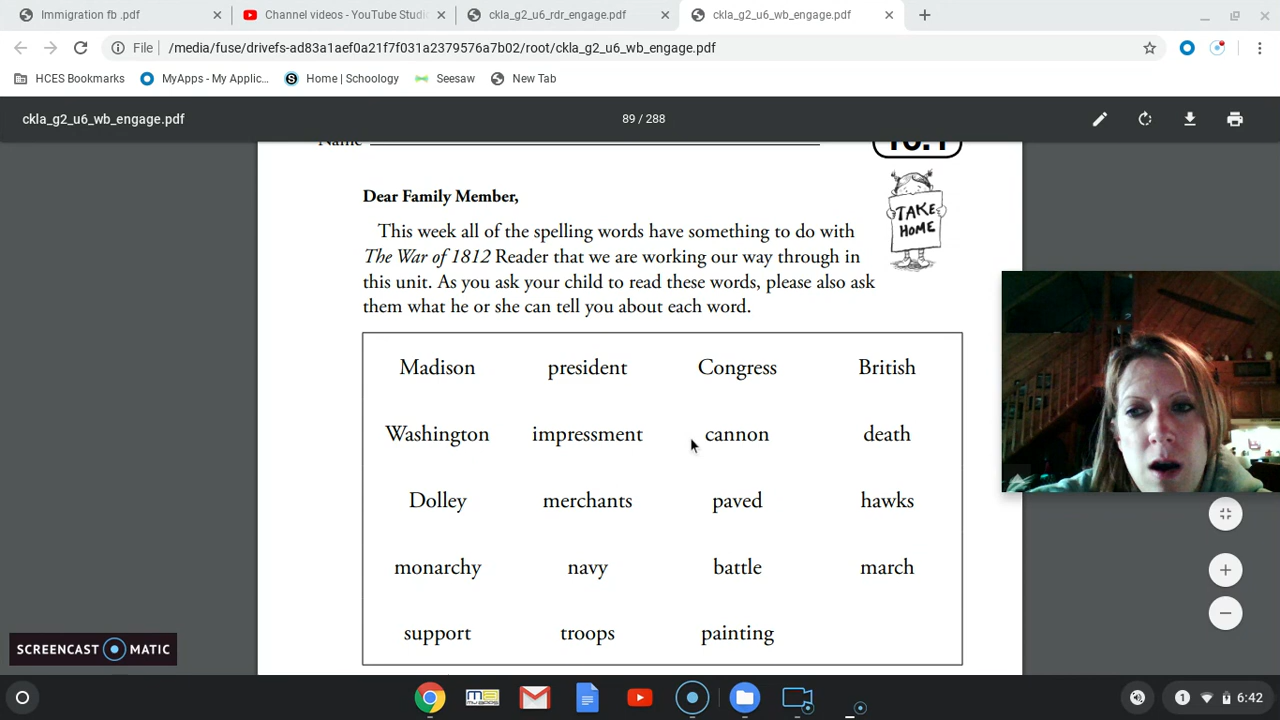 Immigration fb .pdf
Channel videos - YouTube Studi
ckla_g2_u6_rdr_engage.pdf
ckla_g2_u6_wb_engage.pdf
File /media/fuse/drivefs-ad83a1aef0a21f7f031a2379576a7b02/root/ckla_g2_u6_wb_engage.pdf
HCES Bookmarks MyApps - My Applic... Home | Schoology Seesaw New Tab
ckla_g2_u6_wb_engage.pdf 89 / 288
Name
Dear Family Member,
TAKE
HOME
This week all of the spelling words have something to do with
The War of 1812 Reader that we are working our way through in
this unit. As you ask your child to read these words, please also ask
them what he or she can tell you about each word.
Madison president Congress British
Washington impressment cannon death
Dolley merchants paved hawks
monarchy navy battle march
support troops painting
SCREENCAST MATIC
1 6:42